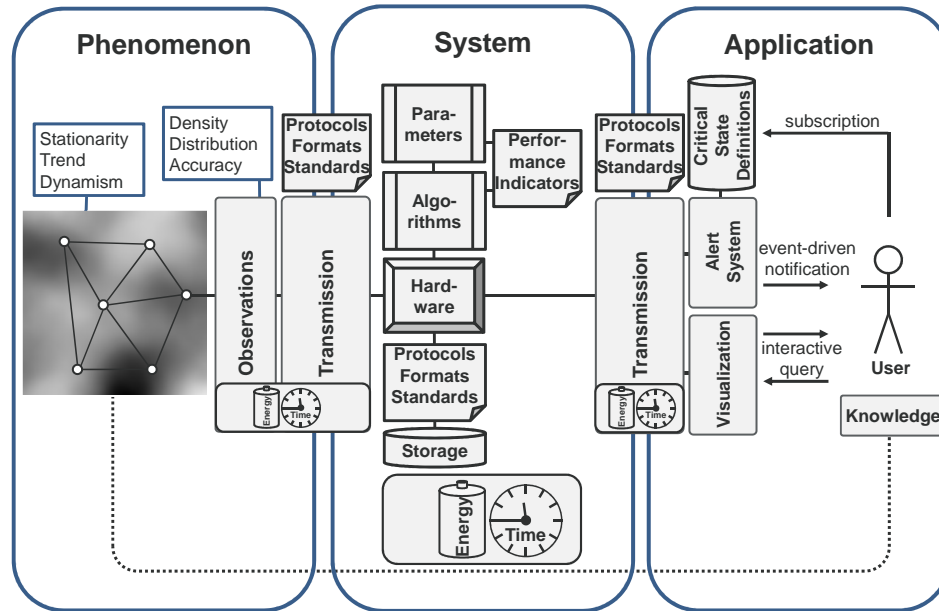 Phenomenon
System
Application
Stationarity
Trend
Dynamism
Density
Distribution
Accuracy
Protocols
Formats
Standards
Observations
Transmission
Energy
Time
Para-
meters
Algo-
rithms
Perfor-
mance
Indicators
Hard-
ware
Protocols
Formats
Standards
Storage
Energy
Time
Protocols
Formats
Standards
Transmission
Energy
Time
Critical
State
Definitions
Alert
System
Visualization
subscription
event-driven
notification
interactive
query
User
Knowledge